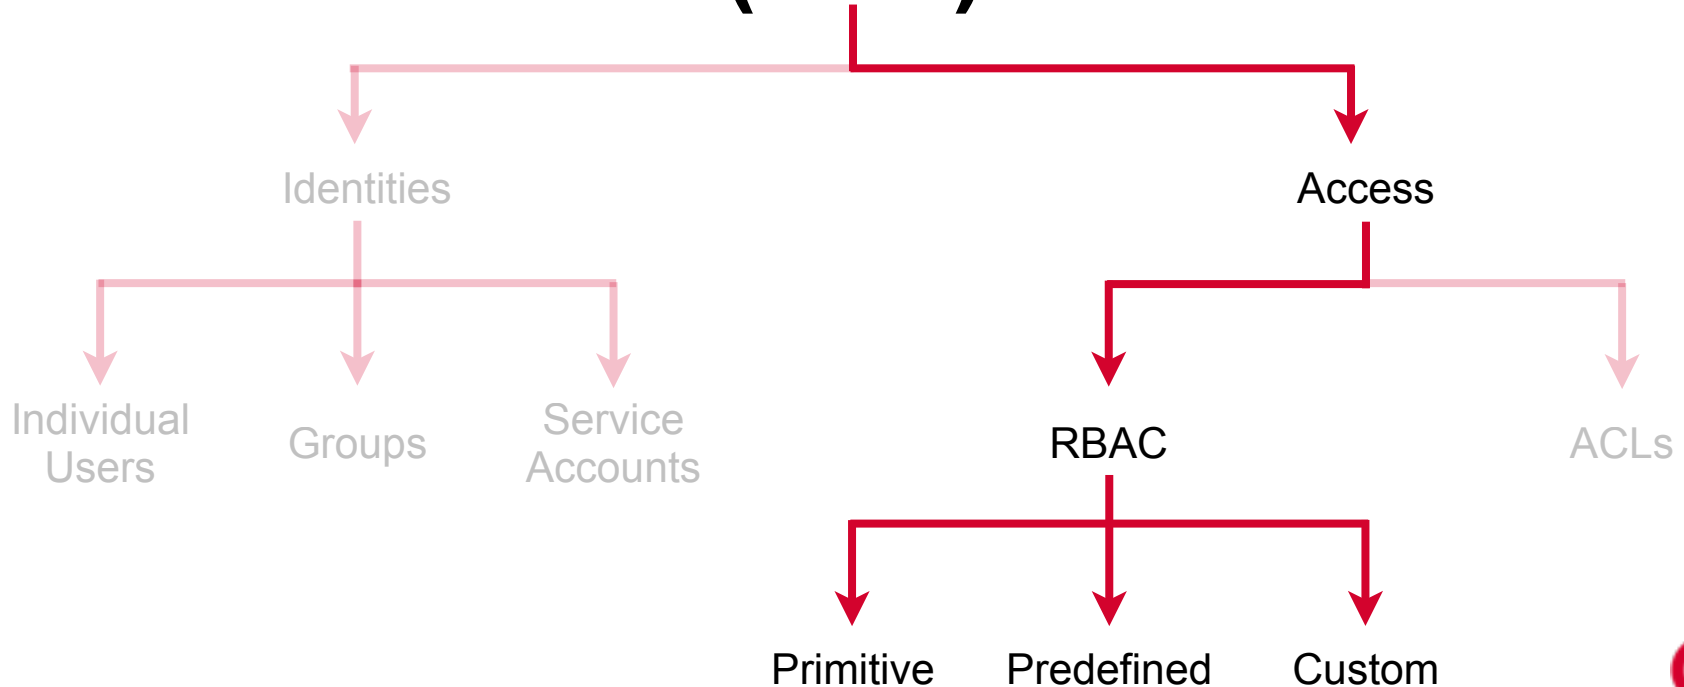 Identities
Access
Individual
Users
Groups
Service
Accounts
RBAC
ACLs
Primitive
Predefined
Custom